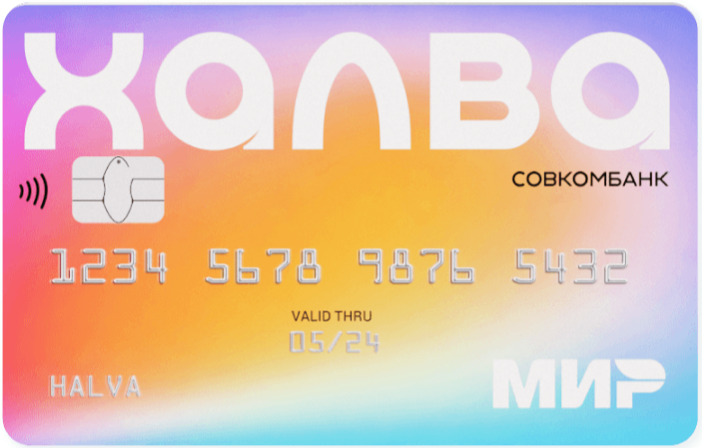 ХАЛВА
СОВКОМБАНК
1234 5678 9876 5432
VALID THRU
05/24
HALVA
МИР